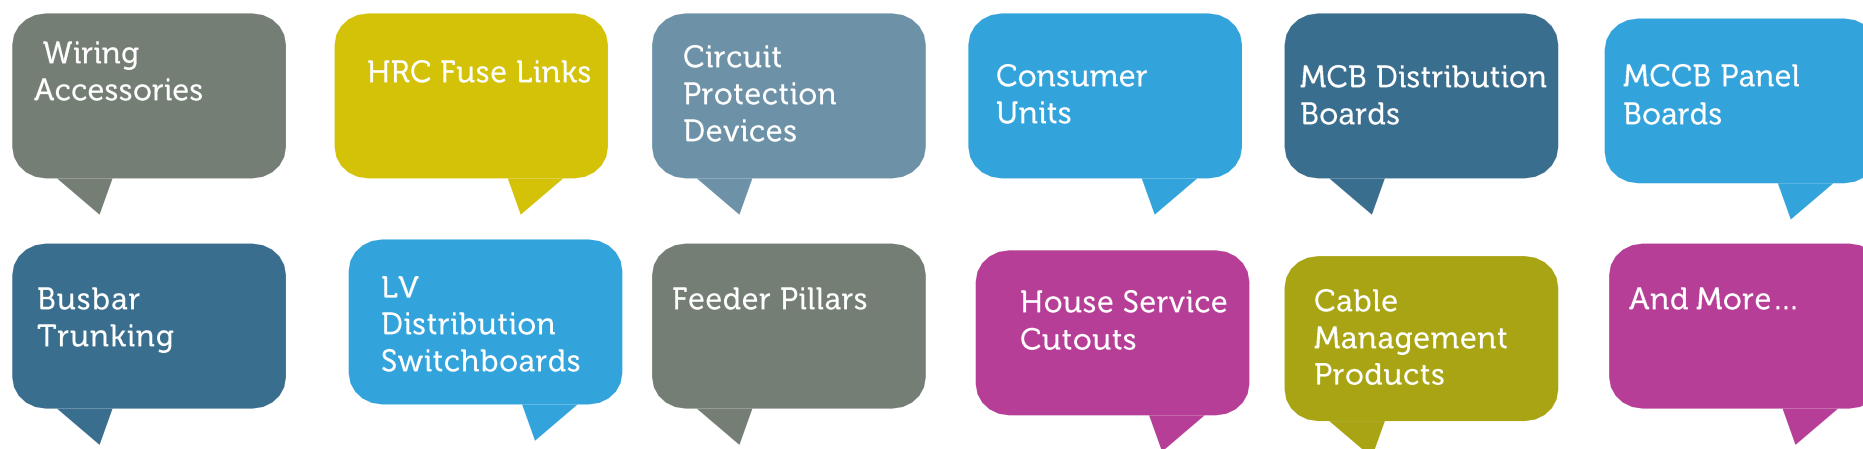 Wiring
Accessories
HRC Fuse Links
Circuit
Protection
Devices
Consumer
Units
MCB Distribution
Boards
MCCB Panel
Boards
Busbar
Trunking
LV
Distribution
Switchboards
Feeder Pillars
House Service
Cutouts
Cable
Management
Products
And More...